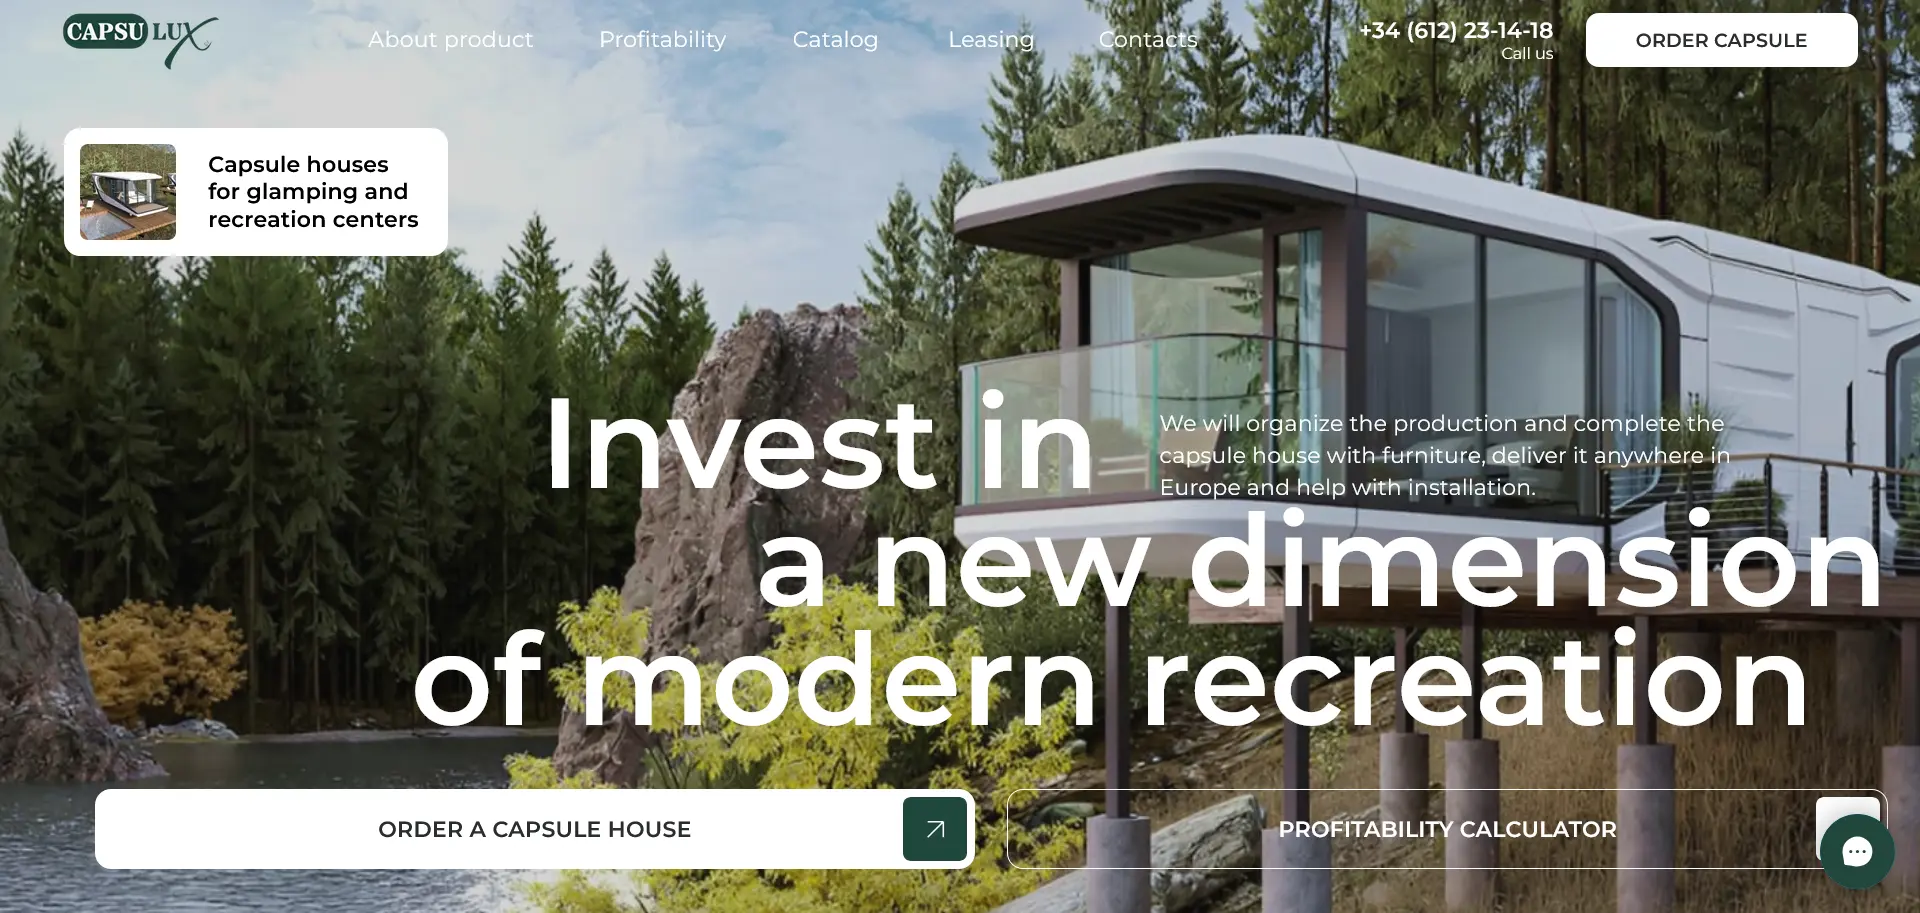 CAPSU LUX
About product
Profitability
Catalog
Leasing
Contacts
+34 (612) 23-14-18
Call us
ORDER CAPSULE
Capsule houses
for glamping and
recreation centers
Invest in
We will organize the production and complete the
capsule house with furniture, deliver it anywhere in
Europe and help with installation.
a new dimension
of modern recreation
ORDER A CAPSULE HOUSE
PROFITABILITY CALCULATOR